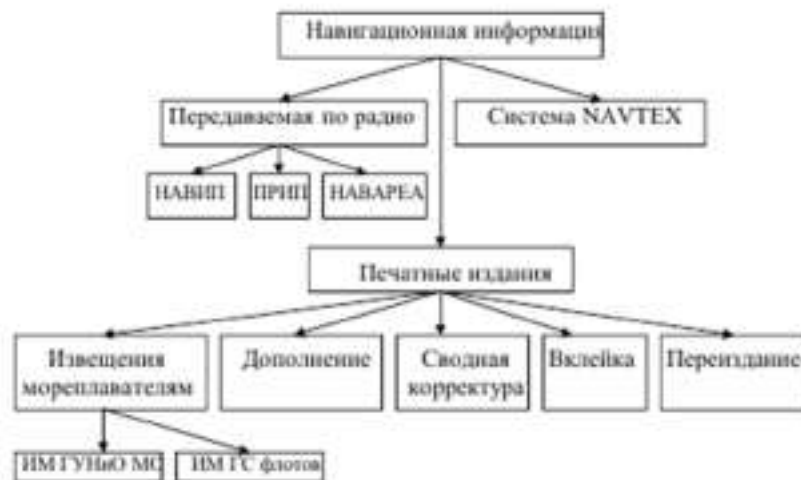 Навигационная информация
Передаваемая по радио
Система NAVTEX
НАВИП
ПРИП
НАВАРЕА
Печатные издания
Извещения
мореплавателям
Дополнение
Сводная
корректура
Вклейка
Переиздание
ИМ ГУНиО МО
ИМ ГС флотов